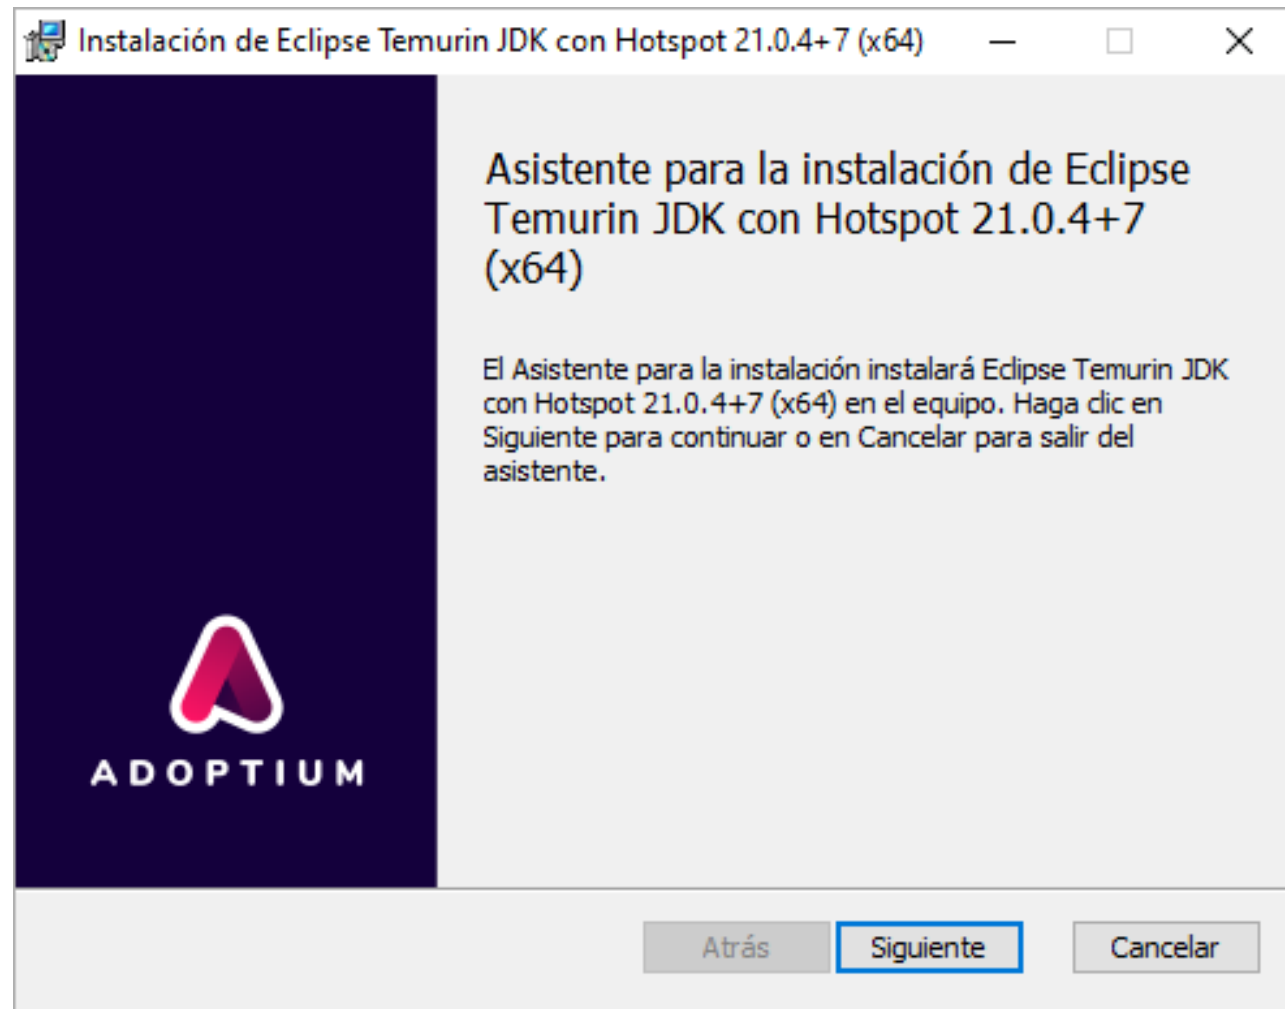 Instalación de Eclipse Temurin JDK con Hotspot 21.0.4+7 (x64)
Asistente para la instalación de Eclipse
Temurin JDK con Hotspot 21.0.4+7
(x64)
El Asistente para la instalación instalará Eclipse Temurin JDK
con Hotspot 21.0.4+7 (x64) en el equipo. Haga clic en
Siguiente para continuar o en Cancelar para salir del
asistente.
ADOPTIUM
Atrás
Siguiente
Cancelar